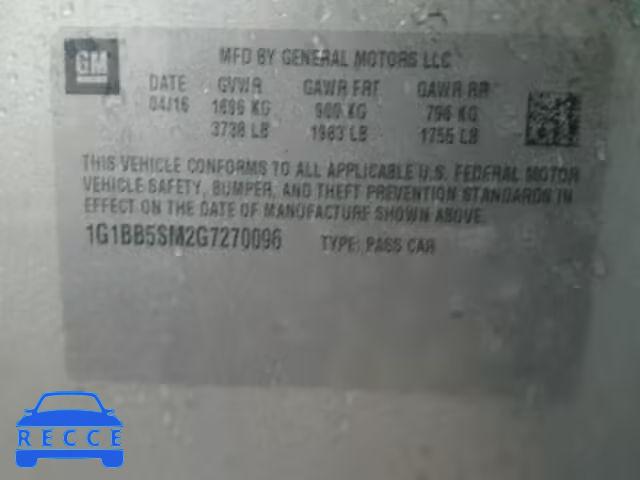 GM
MFD BY GENERAL MOTORS LLC
DATE GVWR GAWR FRT GAWR RR
04/16 1696 KG 900 KG 796 KG
3738 LB 1983 LB 1755 LB
THIS VEHICLE CONFORMS TO ALL APPLICABLE U.S. FEDERAL MOTOR
VEHICLE SAFETY, BUMPER, AND THEFT PREVENTION STANDARDS IN
EFFECT ON THE DATE OF MANUFACTURE SHOWN ABOVE.
1G1BB5SM2G7270096 TYPE: PASS CAR
RECCE